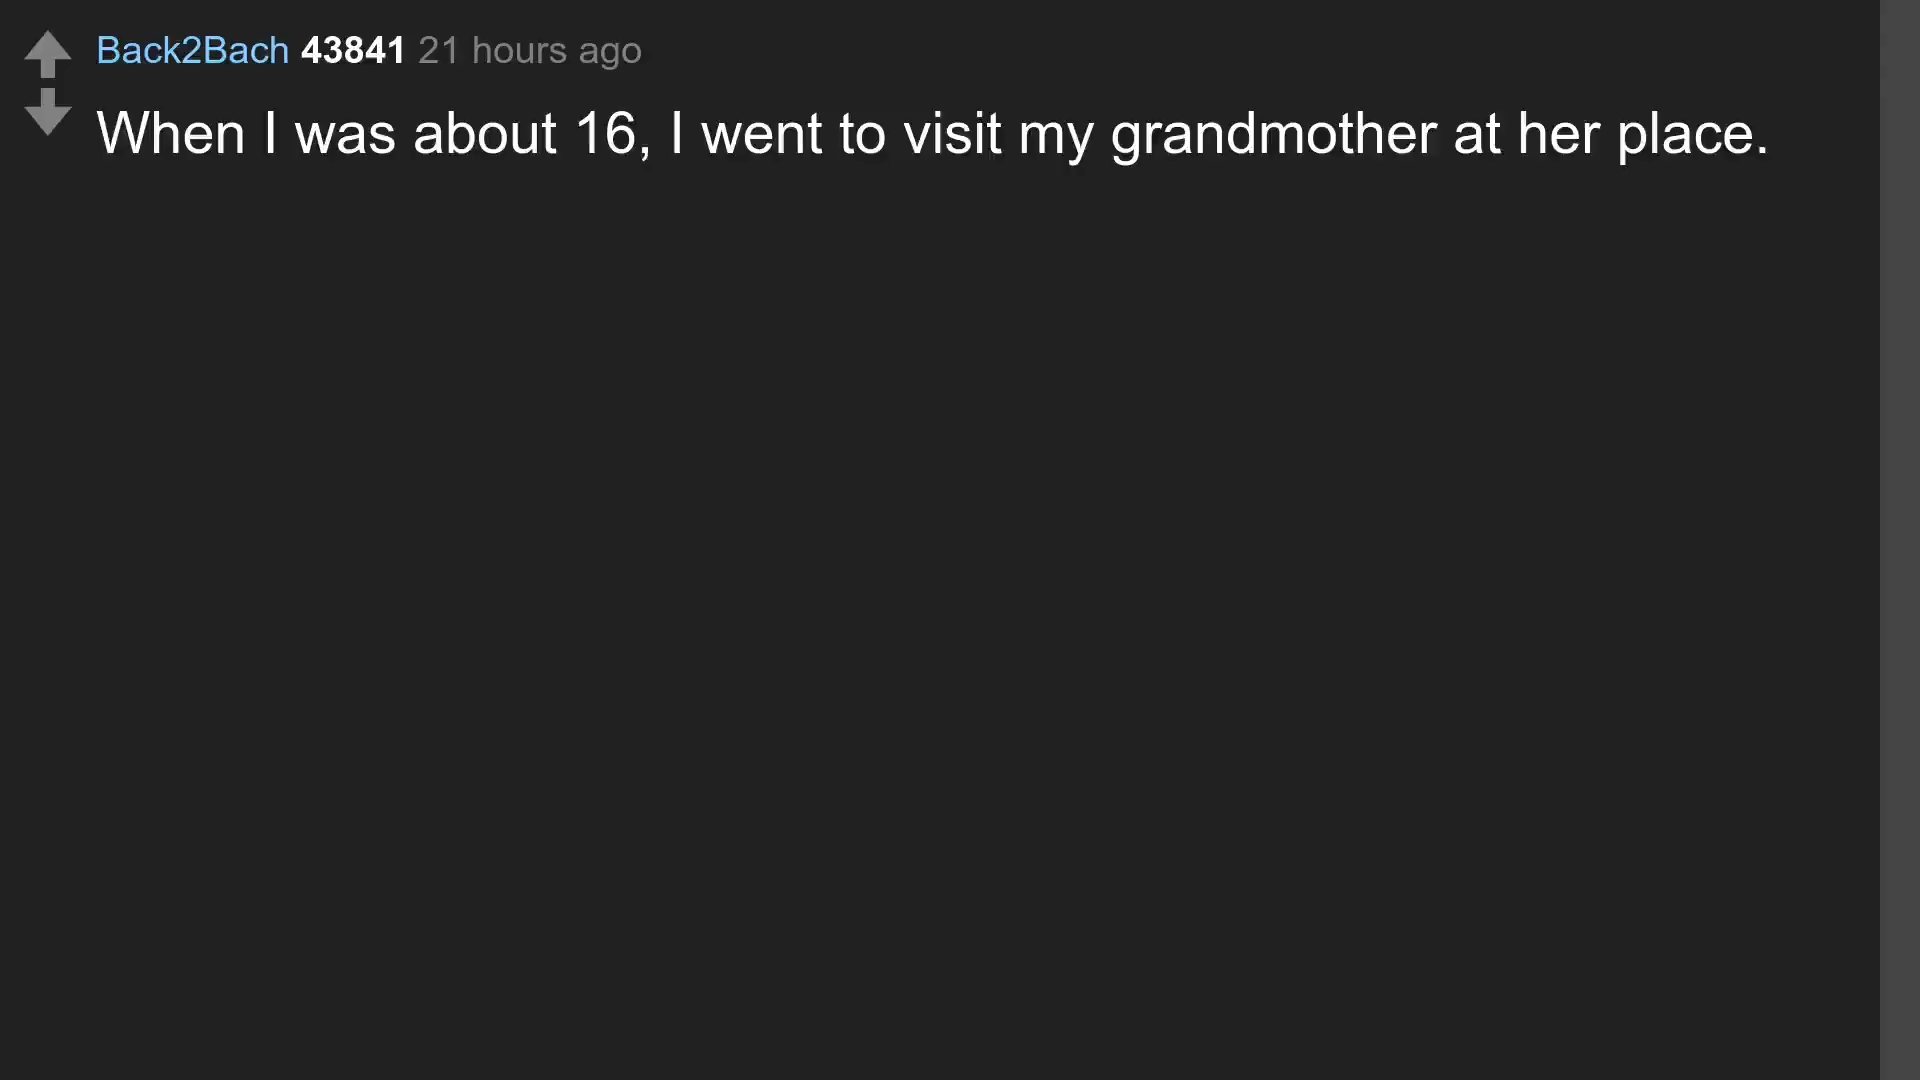 Back2Bach 43841 21 hours ago
When I was about 16, I went to visit my grandmother at her place.